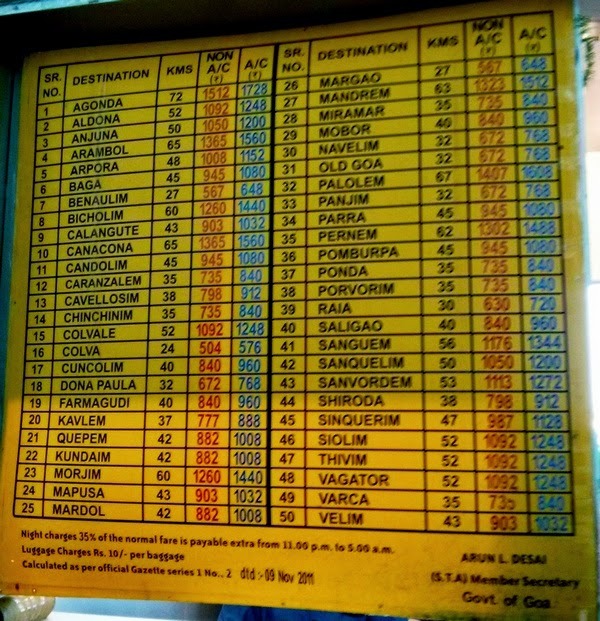 SR. NO. DESTINATION KMS NON A/C (₹) A/C (₹)
1 AGONDA 72 1512 1728
2 ALDONA 52 1092 1248
3 ANJUNA 50 1050 1200
4 ARAMBOL 65 1365 1560
5 ARPORA 48 1008 1152
6 BAGA 45 945 1080
7 BENAULIM 27 567 648
8 BICHOLIM 60 1260 1440
9 CALANGUTE 43 903 1032
10 CANACONA 65 1365 1560
11 CANDOLIM 45 945 1080
12 CARANZALEM 35 735 840
13 CAVELLOSIM 38 798 912
14 CHINCHINIM 35 735 840
15 COLVALE 52 1092 1248
16 COLVA 24 504 576
17 CUNCOLIM 40 840 960
18 DONA PAULA 32 672 768
19 FARMAGUDI 40 840 960
20 KAVLEM 37 777 888
21 QUEPEM 42 882 1008
22 KUNDAIM 42 882 1008
23 MORJIM 60 1260 1440
24 MAPUSA 43 903 1032
25 MARDOL 42 882 1008
SR. NO. DESTINATION KMS NON A/C (₹) A/C (₹)
26 MARGAO 27 567 648
27 MANDREM 63 1323 1512
28 MIRAMAR 35 735 840
29 MOBOR 40 840 960
30 NAVELIM 32 672 768
31 OLD GOA 32 672 768
32 PALOLEM 67 1407 1608
33 PANJIM 32 672 768
34 PARRA 45 945 1080
35 PERNEM 62 1302 1488
36 POMBURPA 45 945 1080
37 PONDA 35 735 840
38 PORVORIM 35 735 840
39 RAIA 30 630 720
40 SALIGAO 40 840 960
41 SANGUEM 56 1176 1344
42 SANQUELIM 50 1050 1200
43 SANVORDEM 53 1113 1272
44 SHIRODA 38 798 912
45 SINQUERIM 47 987 1128
46 SIOLIM 52 1092 1248
47 THIVIM 52 1092 1248
48 VAGATOR 52 1092 1248
49 VARCA 35 735 840
50 VELIM 43 903 1032
Night charges 35% of the normal fare is payable extra from 11.00 p.m. to 5.00 a.m.
Luggage Charges Rs. 10/- per baggage
Calculated as per official Gazette series 1 No., 2 dtd :- 09 Nov 2011
ARUN L. DESAI
(S.T.A) Member Secretary
Govt. of Goa